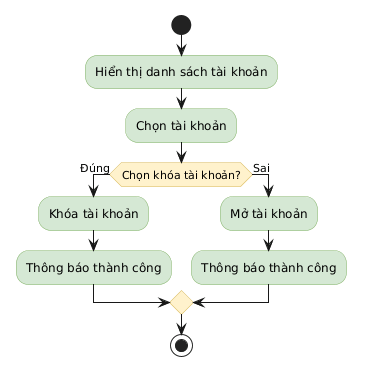 Hiển thị danh sách tài khoản
Chọn tài khoản
Đúng
Chọn khóa tài khoản?
Sai
Khóa tài khoản
Mở tài khoản
Thông báo thành công
Thông báo thành công